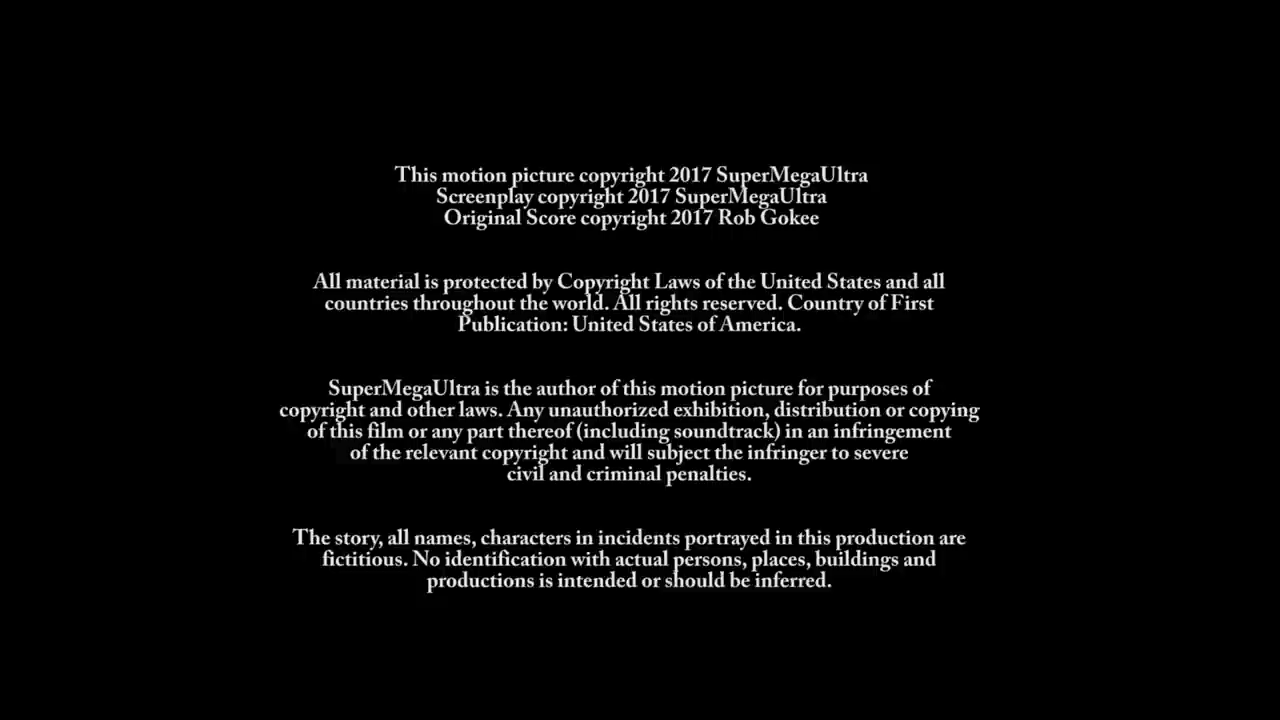 This motion picture copyright 2017 SuperMegaUltra
Screenplay copyright 2017 SuperMegaUltra
Original Score copyright 2017 Rob Gokee
All material is protected by Copyright Laws of the United States and all
countries throughout the world. All rights reserved. Country of First
Publication: United States of America.
SuperMegaUltra is the author of this motion picture for purposes of
copyright and other laws. Any unauthorized exhibition, distribution or copying
of this film or any part thereof (including soundtrack) in an infringement
of the relevant copyright and will subject the infringer to severe
civil and criminal penalties.
The story, all names, characters in incidents portrayed in this production are
fictitious. No identification with actual persons, places, buildings and
productions is intended or should be inferred.